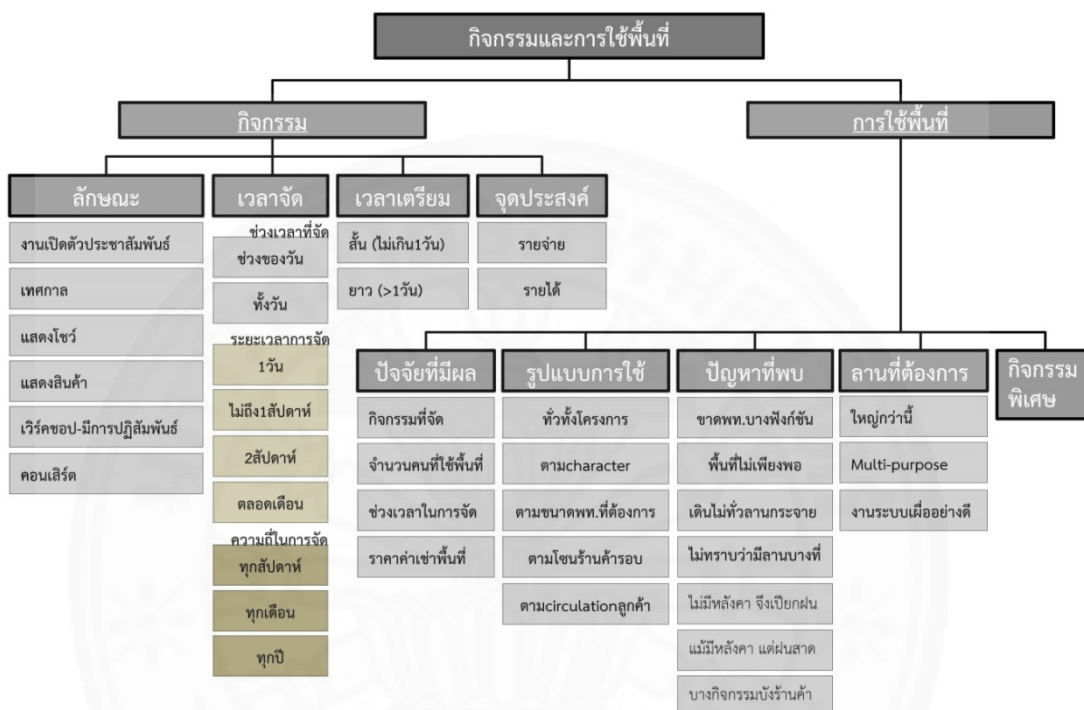 กิจกรรมและการใช้พื้นที่
กิจกรรม
การใช้พื้นที่
ลักษณะ
งานเปิดตัวประชาสัมพันธ์
เทศกาล
แสดงโชว์
แสดงสินค้า
เวิร์คชอป-มีการปฏิสัมพันธ์
คอนเสิร์ต
เวลาจัด
ช่วงเวลาที่จัด
ช่วงของวัน
ทั้งวัน
ระยะเวลาการจัด
1วัน
ไม่ถึง1สัปดาห์
2สัปดาห์
ตลอดเดือน
ความถี่ในการจัด
ทุกสัปดาห์
ทุกเดือน
ทุกปี
เวลาเตรียม
สั้น (ไม่เกิน1วัน)
ยาว (>1วัน)
จุดประสงค์
รายจ่าย
รายได้
ปัจจัยที่มีผล
กิจกรรมที่จัด
จำนวนคนที่ใช้พื้นที่
ช่วงเวลาในการจัด
ราคาค่าเช่าพื้นที่
รูปแบบการใช้
ทั่วทั้งโครงการ
ตามcharacter
ตามขนาดพท.ที่ต้องการ
ตามโซนร้านค้ารอบ
ตามcirculationลูกค้า
ปัญหาที่พบ
ขาดพท.บางฟังก์ชัน
พื้นที่ไม่เพียงพอ
เดินไม่ทั่วลานกระจาย
ไม่ทราบว่ามีลานบางที่
ไม่มีหลังคา จึงเปียกฝน
แม้มีหลังคา แต่ฝนสาด
บางกิจกรรมบังร้านค้า
ลานที่ต้องการ
ใหญ่กว่านี้
Multi-purpose
งานระบบเผื่ออย่างดี
กิจกรรม
พิเศษ